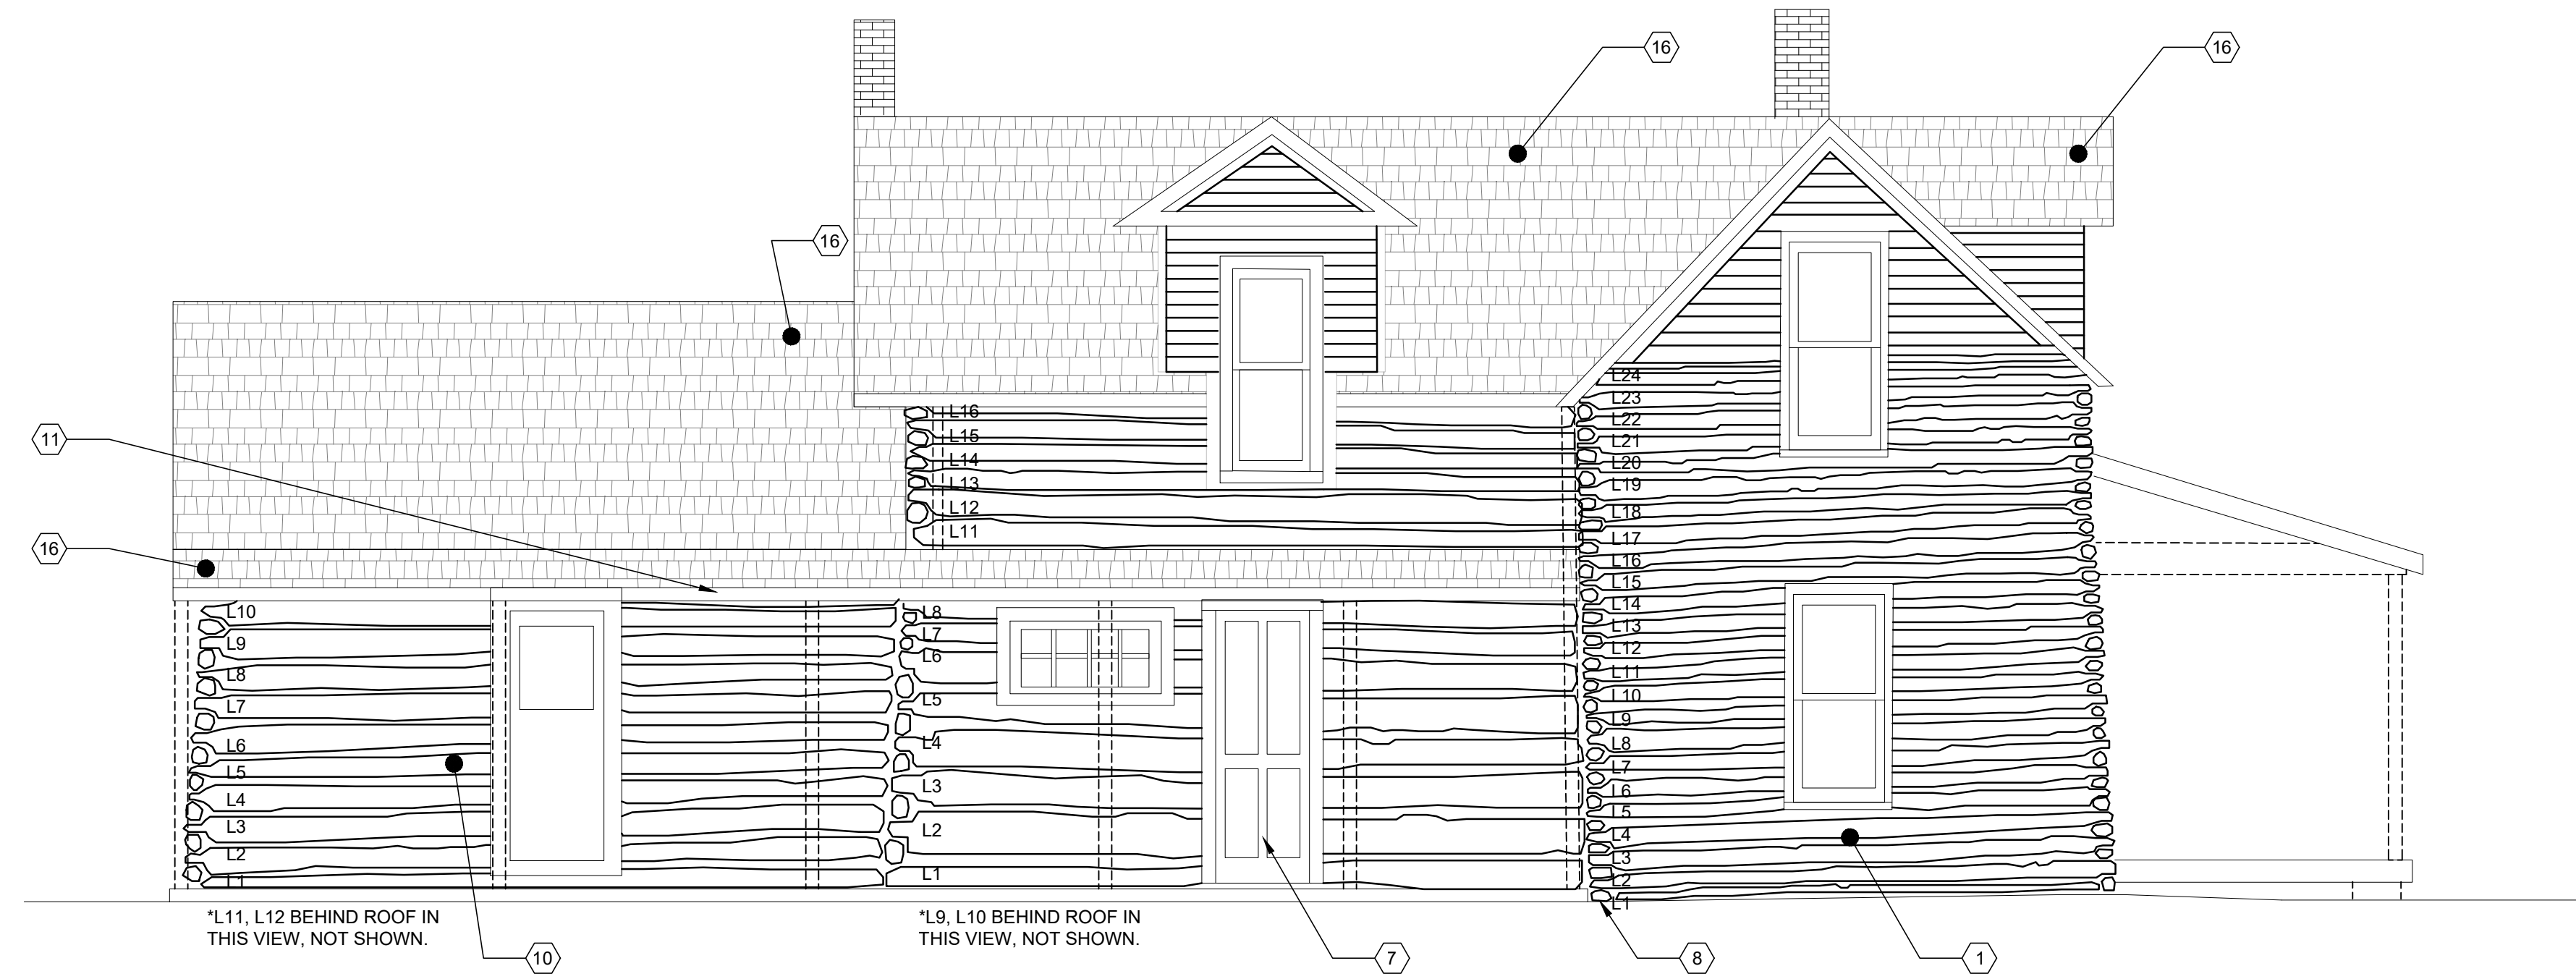 16
16
16
11
16
L16
L15
L14
L13
L12
L11
L24
L23
L22
L21
L20
L19
L18
L17
L16
L15
L14
L13
L12
L11
L10
L9
L8
L7
L6
L5
L4
L3
L2
L1
L10
L9
L8
L7
L6
L5
L4
L3
L2
L1
L8
L7
L6
L5
L4
L3
L2
L1
*L11, L12 BEHIND ROOF IN
THIS VIEW, NOT SHOWN.
*L9, L10 BEHIND ROOF IN
THIS VIEW, NOT SHOWN.
10
7
8
1